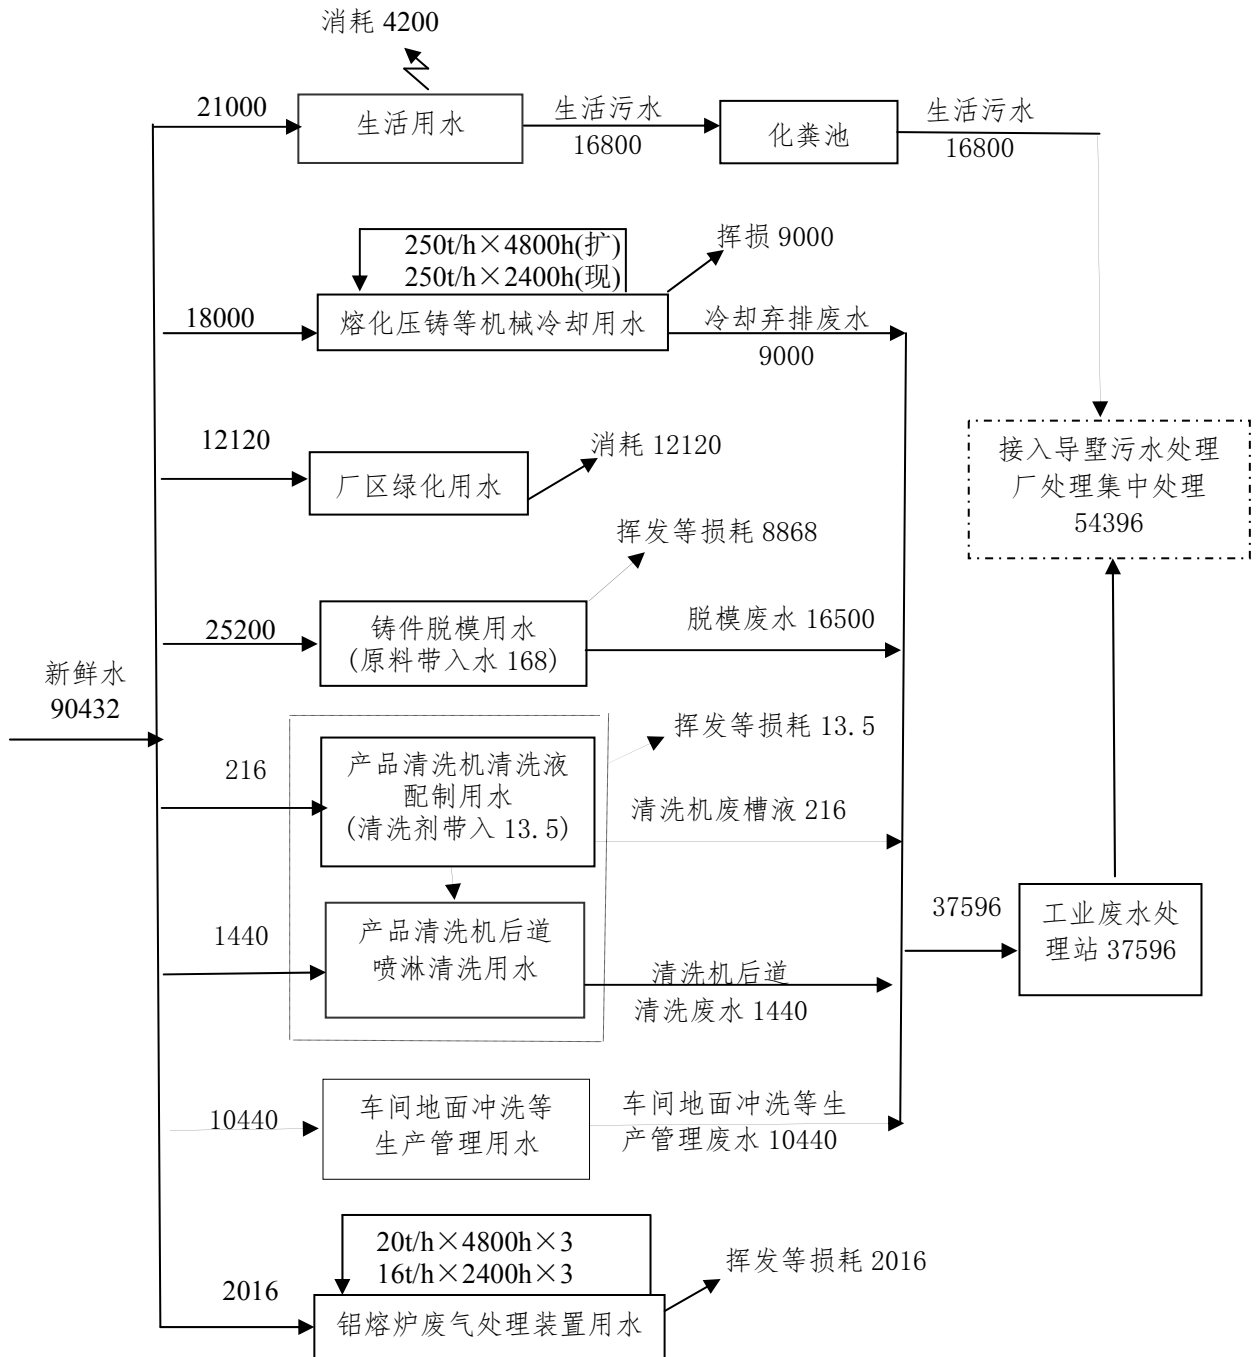 消耗 4200
21000
生活用水
生活污水
16800
化粪池
生活污水
16800
250t/h×4800h(扩)
250t/h×2400h(现)
挥损 9000
18000
熔化压铸等机械冷却用水
冷却弃排废水
9000
12120
厂区绿化用水
消耗 12120
接入导墅污水处理
厂处理集中处理
54396
挥发等损耗 8868
25200
铸件脱模用水
(原料带入水 168)
脱模废水 16500
新鲜水
90432
挥发等损耗 13.5
216
产品清洗机清洗液
配制用水
(清洗剂带入 13.5)
清洗机废槽液 216
1440
产品清洗机后道
喷淋清洗用水
清洗机后道
清洗废水 1440
37596
工业废水处
理站 37596
10440
车间地面冲洗等
生产管理用水
车间地面冲洗等生
产管理废水 10440
20t/h×4800h×3
16t/h×2400h×3
挥发等损耗 2016
2016
铝熔炉废气处理装置用水